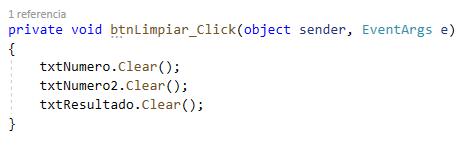 1 referencia
private void btnLimpiar_Click(object sender, EventArgs e)
{
    txtNumero.Clear();
    txtNumero2.Clear();
    txtResultado.Clear();
}